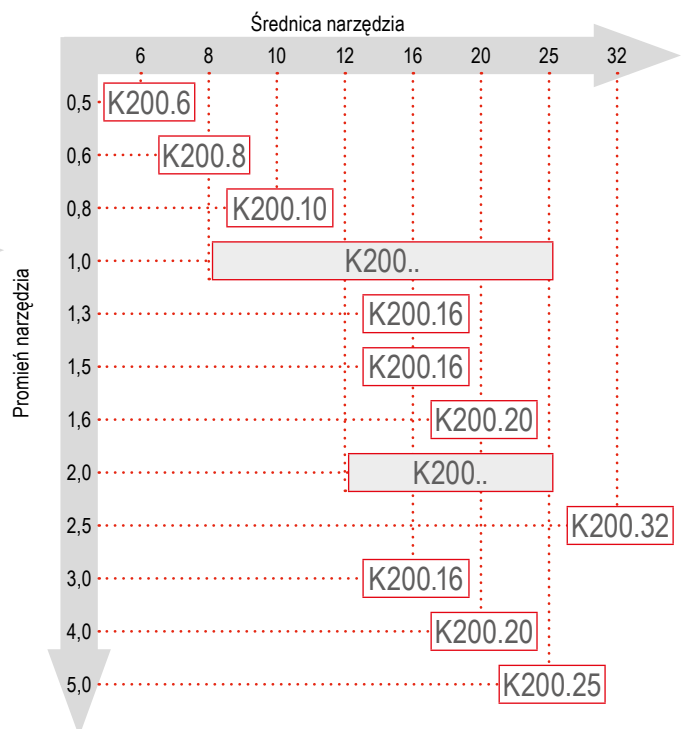 Średnica narzędzia
6 8 10 12 16 20 25 32
Promień narzędzia
0,5 K200.6
0,6 K200.8
0,8 K200.10
1,0 K200..
1,3 K200.16
1,5 K200.16
1,6 K200.20
2,0 K200..
2,5 K200.32
3,0 K200.16
4,0 K200.20
5,0 K200.25